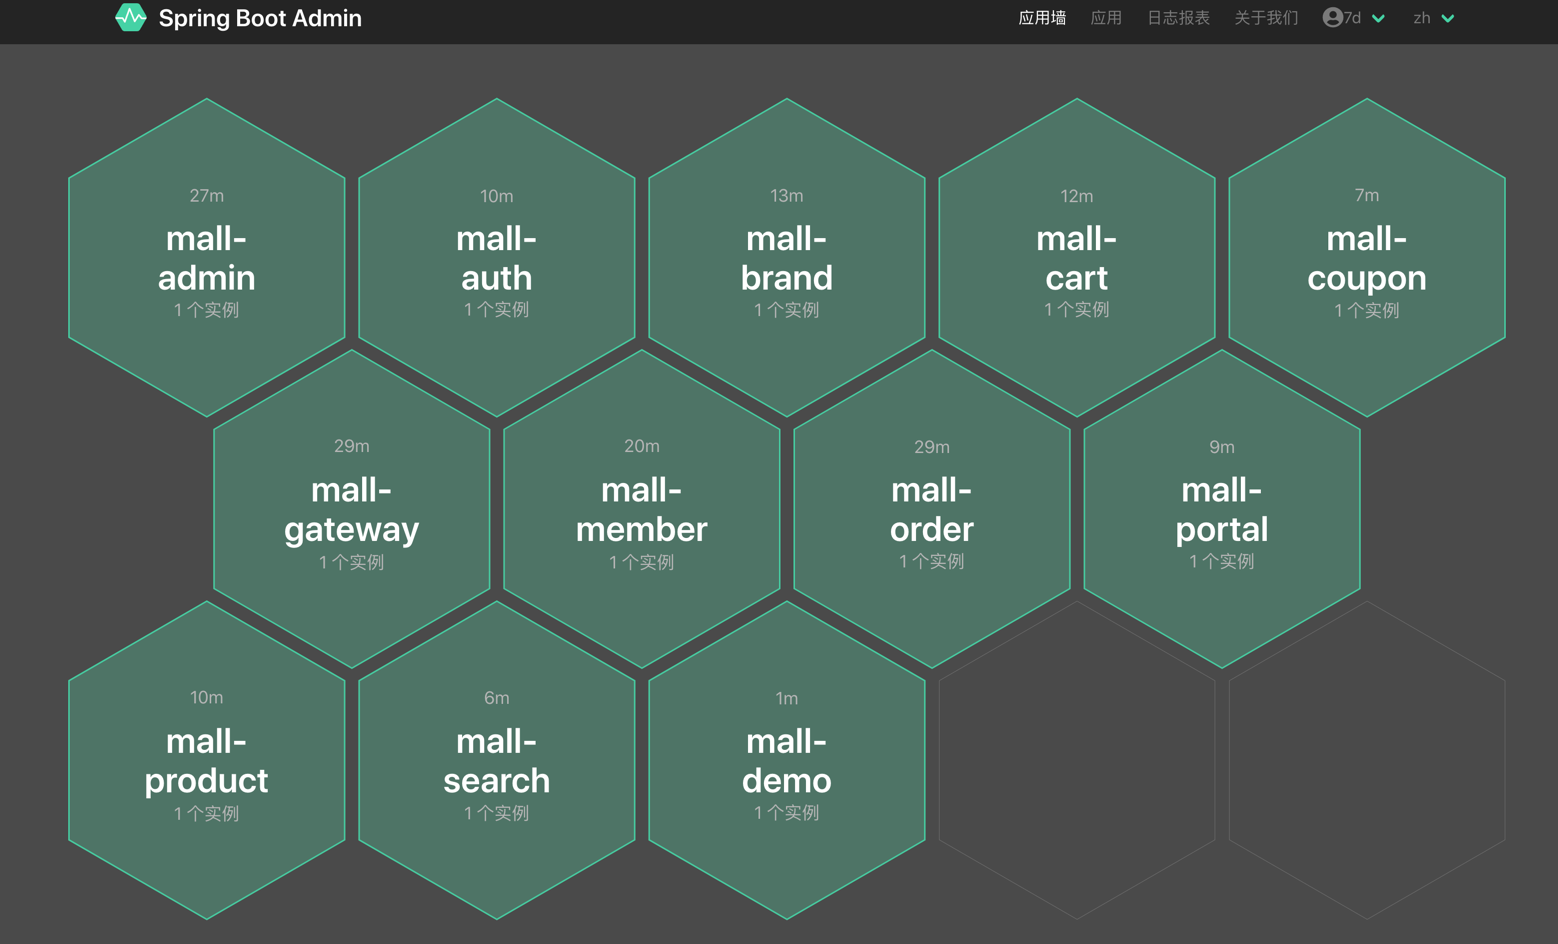 Spring Boot Admin
应用墙
应用
日志报表
关于我们
7d
zh
27m
mall-
admin
1 个实例
10m
mall-
auth
1 个实例
13m
mall-
brand
1 个实例
12m
mall-
cart
1 个实例
7m
mall-
coupon
1 个实例
29m
mall-
gateway
1 个实例
20m
mall-
member
1 个实例
29m
mall-
order
1 个实例
9m
mall-
portal
1 个实例
10m
mall-
product
1 个实例
6m
mall-
search
1 个实例
1m
mall-
demo
1 个实例